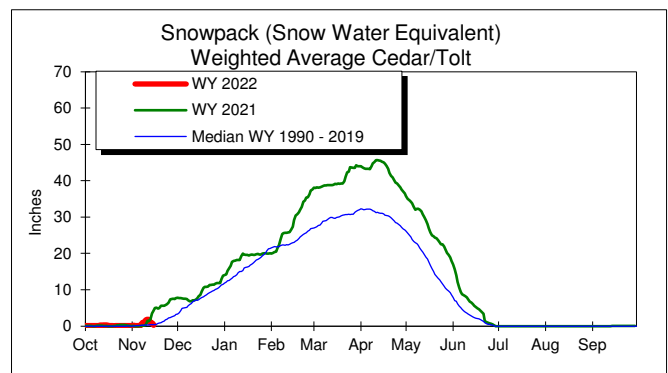 Snowpack (Snow Water Equivalent)
Weighted Average Cedar/Tolt
WY 2022
WY 2021
Median WY 1990 - 2019
Inches
70
60
50
40
30
20
10
0
Oct Nov Dec Jan Feb Mar Apr May Jun Jul Aug Sep